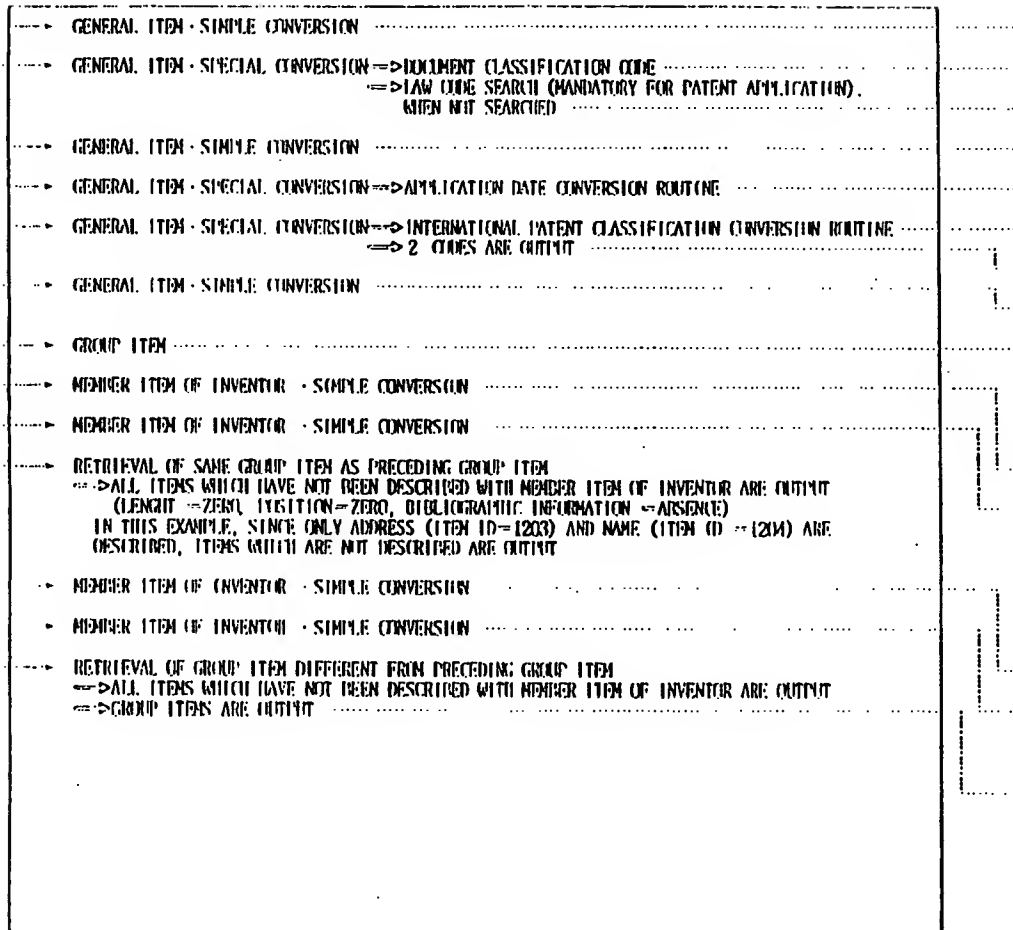 GENERAL ITEM · SIMPLE CONVERSION
GENERAL ITEM · SPECIAL CONVERSION ==> DOCUMENT CLASSIFICATION CODE
==> LAW CODE SEARCH (MANDATORY FOR PATENT APPLICATION).
WHEN NOT SEARCHED
GENERAL ITEM · SIMPLE CONVERSION
GENERAL ITEM · SPECIAL CONVERSION ==> APPLICATION DATE CONVERSION ROUTINE
GENERAL ITEM · SPECIAL CONVERSION ==> INTERNATIONAL PATENT CLASSIFICATION CONVERSION ROUTINE
==> 2 CODES ARE OUTPUT
GENERAL ITEM · SIMPLE CONVERSION
GROUP ITEM
MEMBER ITEM OF INVENTOR · SIMPLE CONVERSION
MEMBER ITEM OF INVENTOR · SIMPLE CONVERSION
RETRIEVAL OF SAME GROUP ITEM AS PRECEDING GROUP ITEM
==> ALL ITEMS WHICH HAVE NOT BEEN DESCRIBED WITH MEMBER ITEM OF INVENTOR ARE OUTPUT
(LENGHT =ZERO, POSITION=ZERO, BIBLIOGRAPHIC INFORMATION =ABSENCE)
IN THIS EXAMPLE, SINCE ONLY ADDRESS (ITEM ID=1203) AND NAME (ITEM ID =1204) ARE
DESCRIBED, ITEMS WHICH ARE NOT DESCRIBED ARE OUTPUT
MEMBER ITEM OF INVENTOR · SIMPLE CONVERSION
MEMBER ITEM OF INVENTOR · SIMPLE CONVERSION
RETRIEVAL OF GROUP ITEM DIFFERENT FROM PRECEDING GROUP ITEM
==> ALL ITEMS WHICH HAVE NOT BEEN DESCRIBED WITH MEMBER ITEM OF INVENTOR ARE OUTPUT
==> GROUP ITEMS ARE OUTPUT